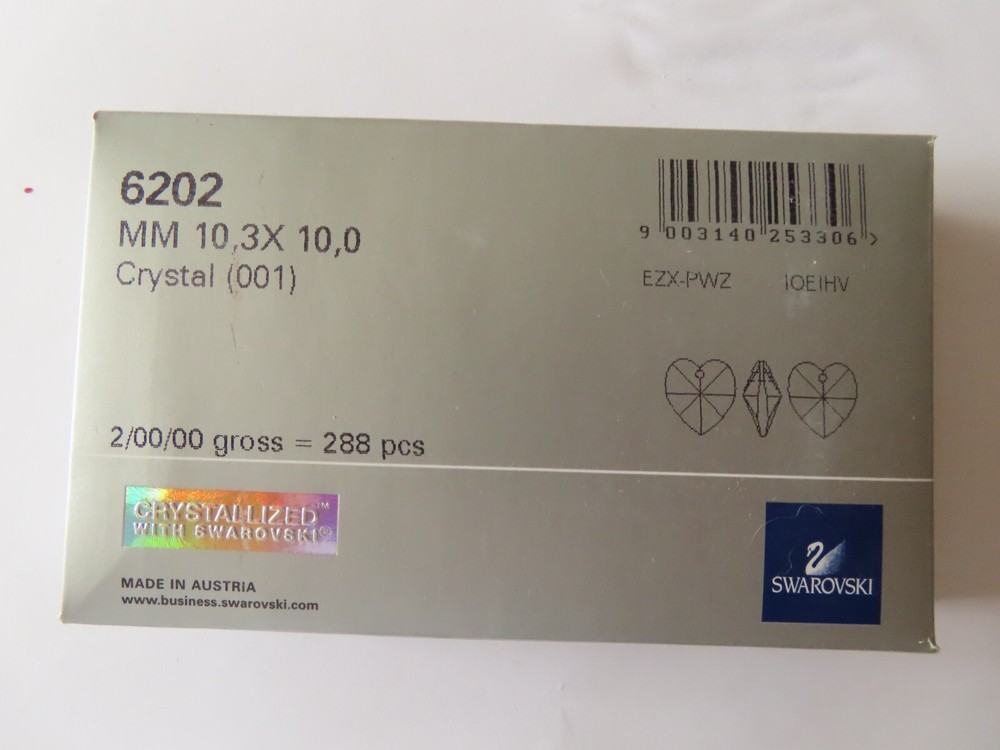 6202
MM 10,3X 10,0
Crystal (001)
9 003140 253306 >
EZX-PWZ IOEIHV
2/00/00 gross = 288 pcs
CRYSTALLIZED™
WITH SWAROVSKI®
MADE IN AUSTRIA
www.business.swarovski.com
SWAROVSKI